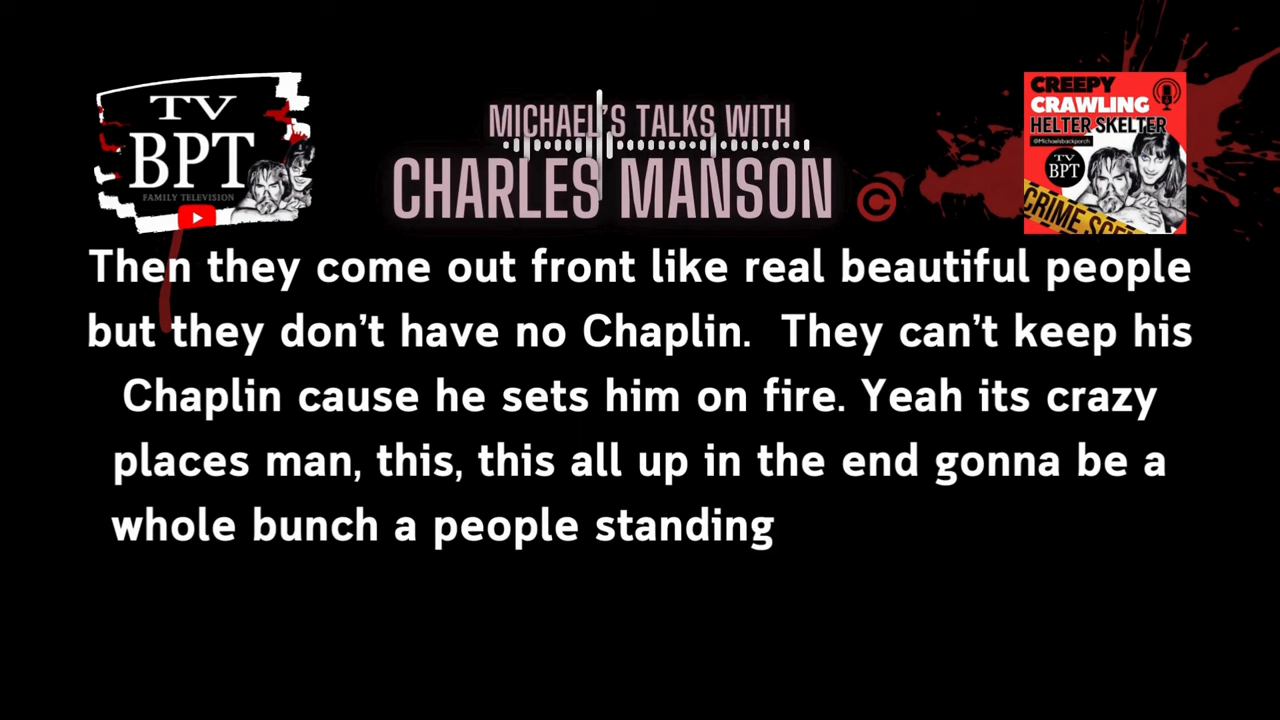 TV
BPT
FAMILY TELEVISION
MICHAEL'S TALKS WITH
CHARLES MANSON ©
CREEPY
CRAWLING
HELTER SKELTER
@Michaelsbackporch
TV
BPT
CRIME SCE
Then they come out front like real beautiful people
but they don't have no Chaplin. They can't keep his
Chaplin cause he sets him on fire. Yeah its crazy
places man, this, this all up in the end gonna be a
whole bunch a people standing